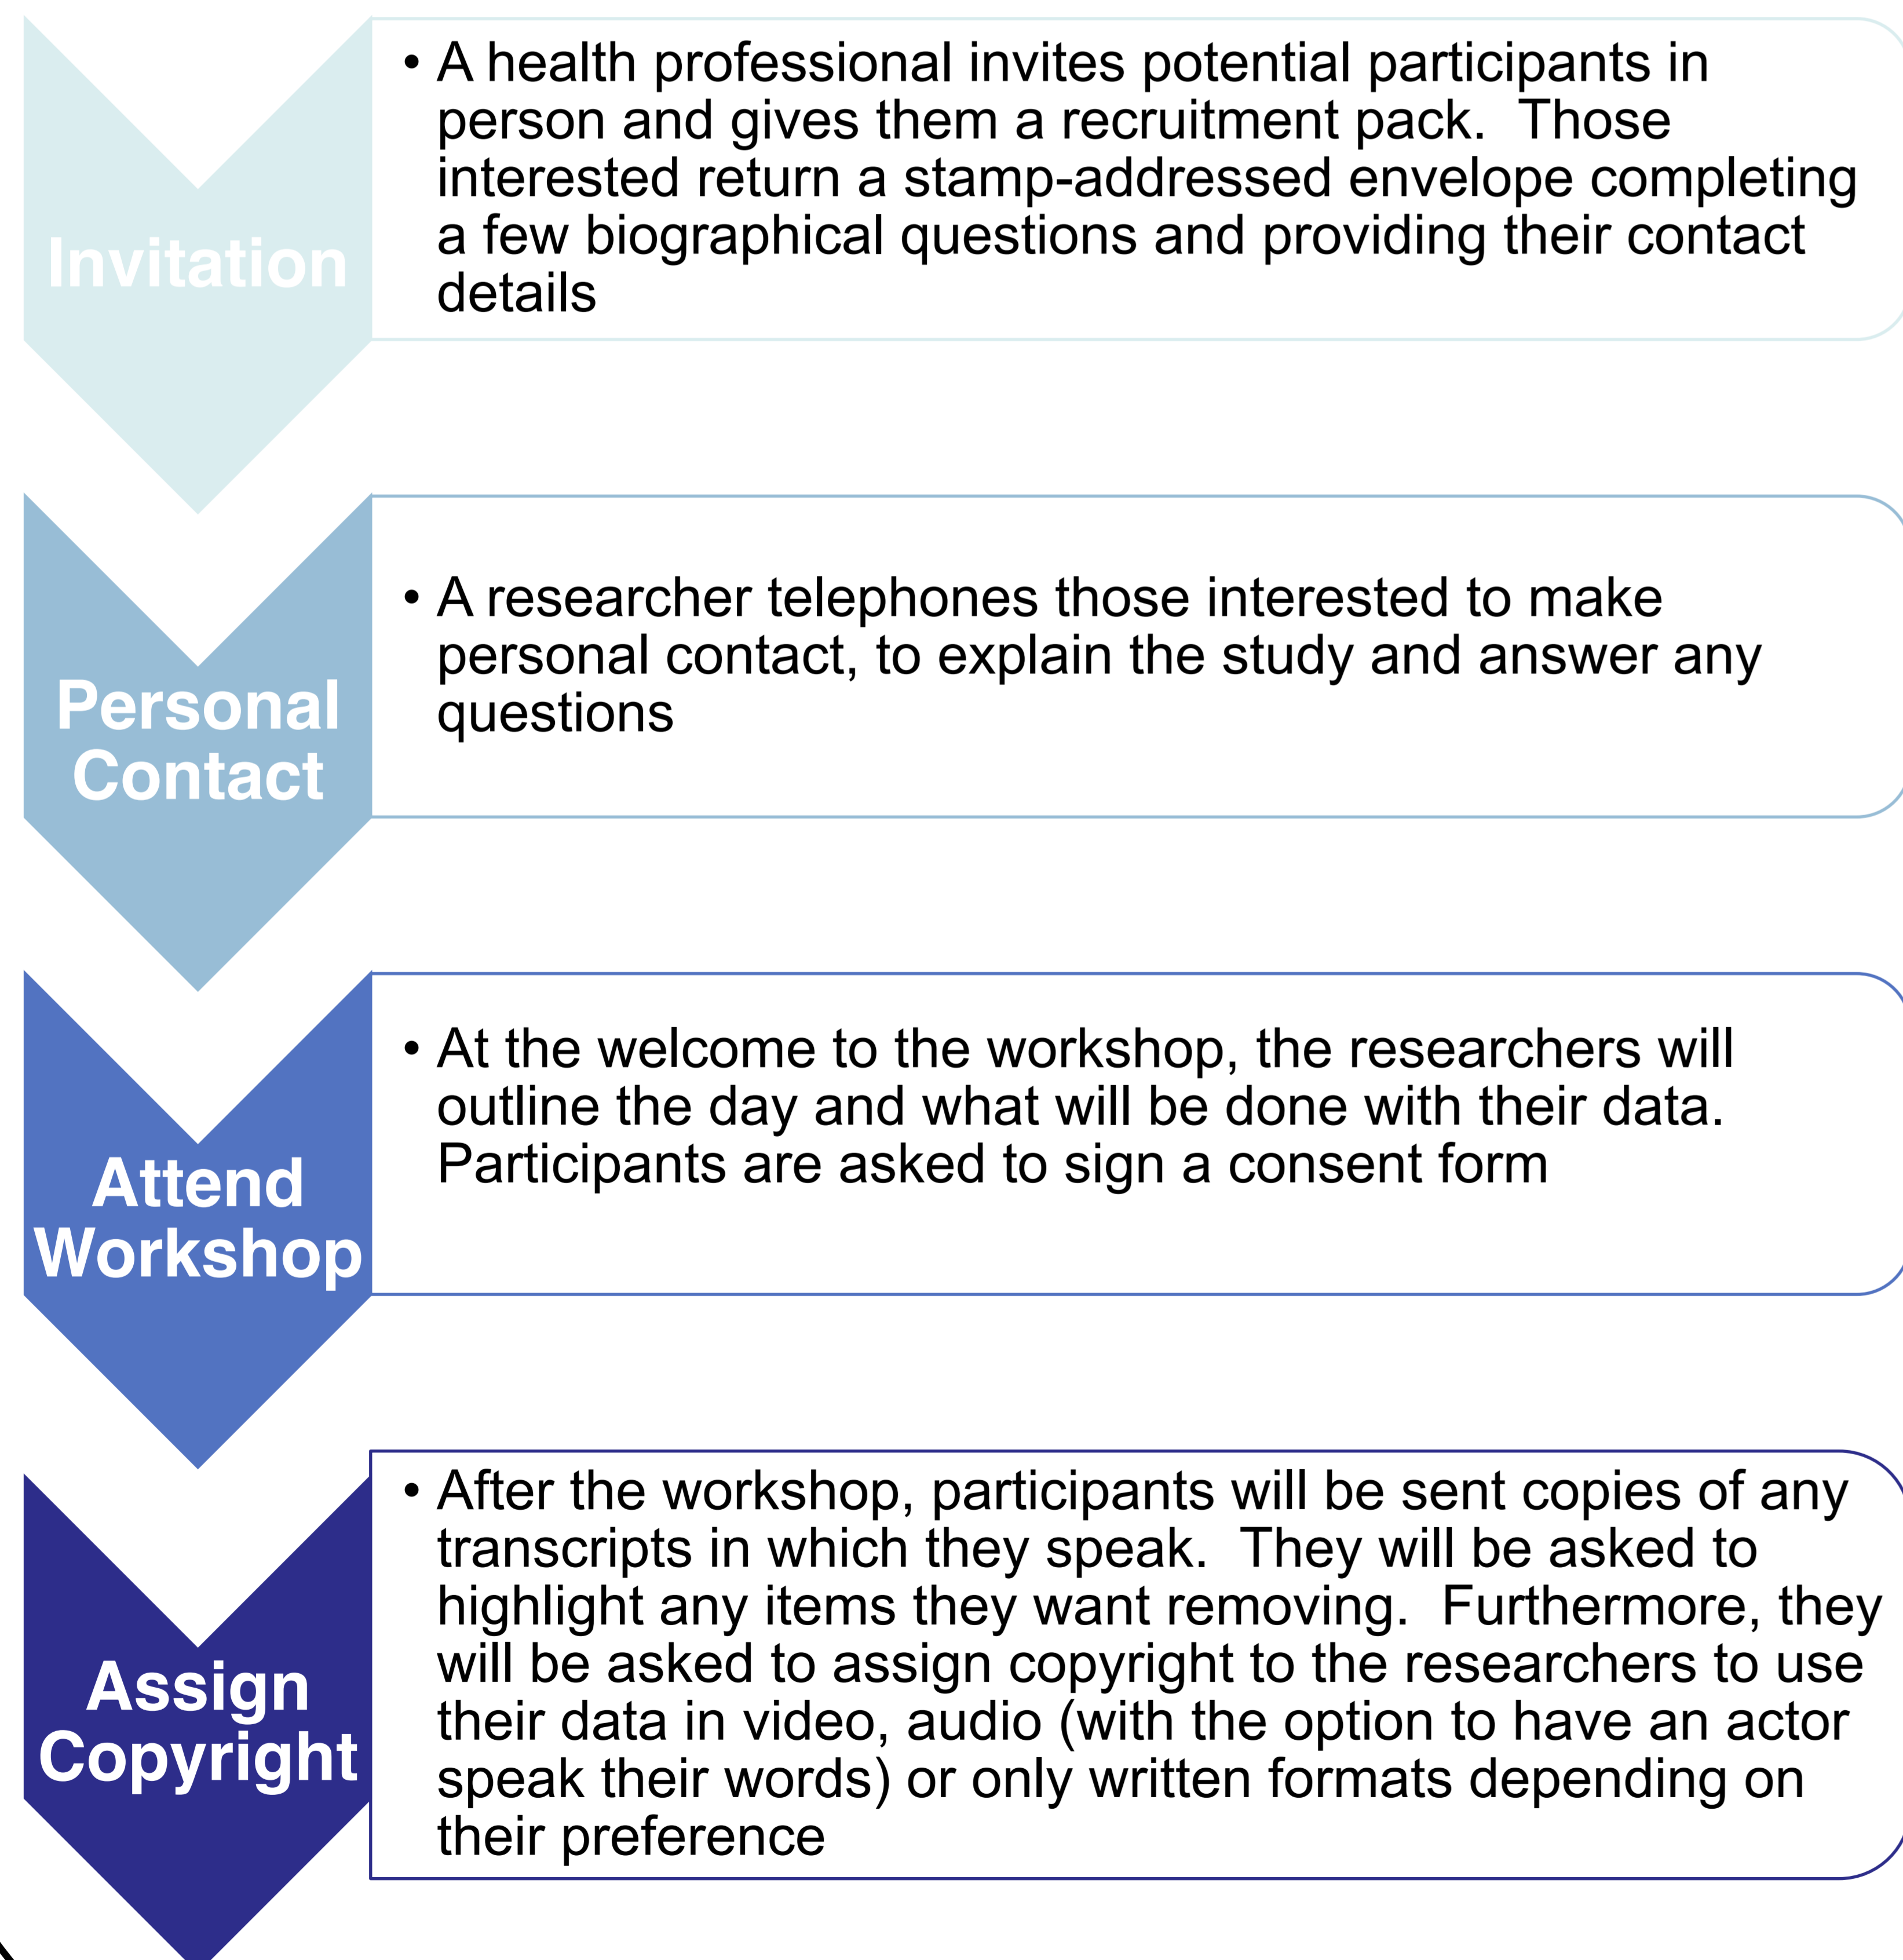 Invitation
• A health professional invites potential participants in
person and gives them a recruitment pack.  Those
interested return a stamp-addressed envelope completing
a few biographical questions and providing their contact
details
Personal
Contact
• A researcher telephones those interested to make
personal contact, to explain the study and answer any
questions
Attend
Workshop
• At the welcome to the workshop, the researchers will
outline the day and what will be done with their data.
Participants are asked to sign a consent form
Assign
Copyright
• After the workshop, participants will be sent copies of any
transcripts in which they speak.  They will be asked to
highlight any items they want removing.  Furthermore, they
will be asked to assign copyright to the researchers to use
their data in video, audio (with the option to have an actor
speak their words) or only written formats depending on
their preference